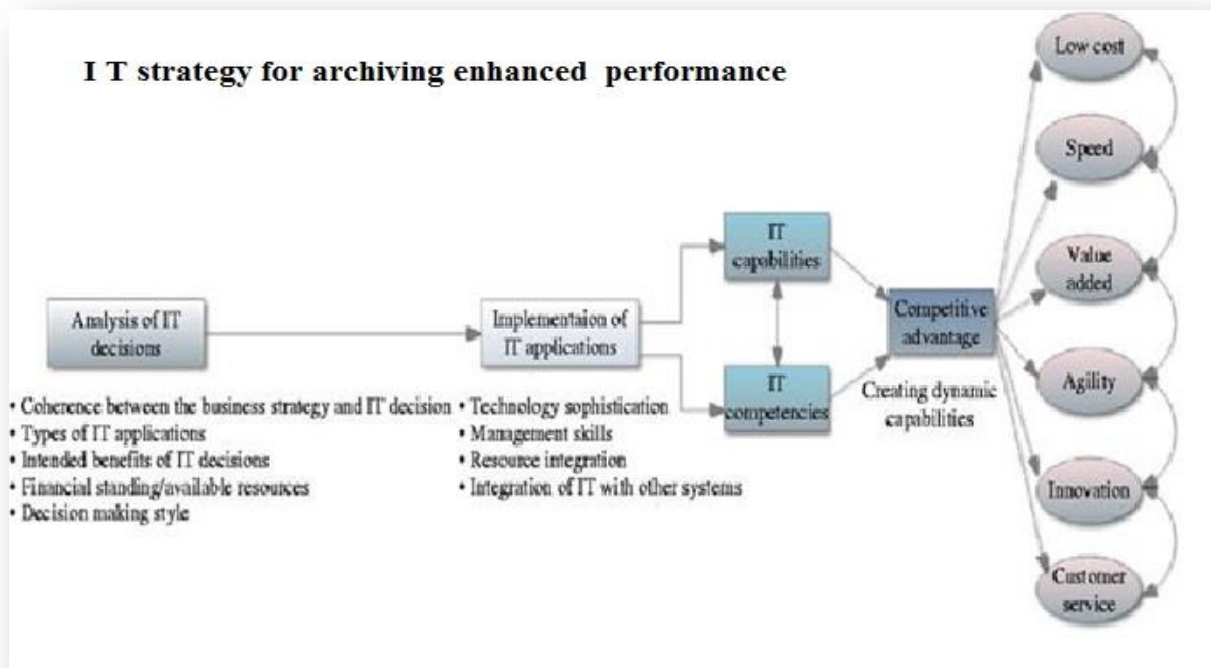 I T strategy for archiving enhanced performance
Analysis of IT
decisions
• Coherence between the business strategy and IT decision
• Types of IT applications
• Intended benefits of IT decisions
• Financial standing/available resources
• Decision making style
Implementaion of
IT applications
• Technology sophistication
• Management skills
• Resource integration
• Integration of IT with other systems
IT
capabilities
IT
competencies
Competitive
advantage
Creating dynamic
capabilities
Low cost
Speed
Value
added
Agility
Innovation
Customer
service